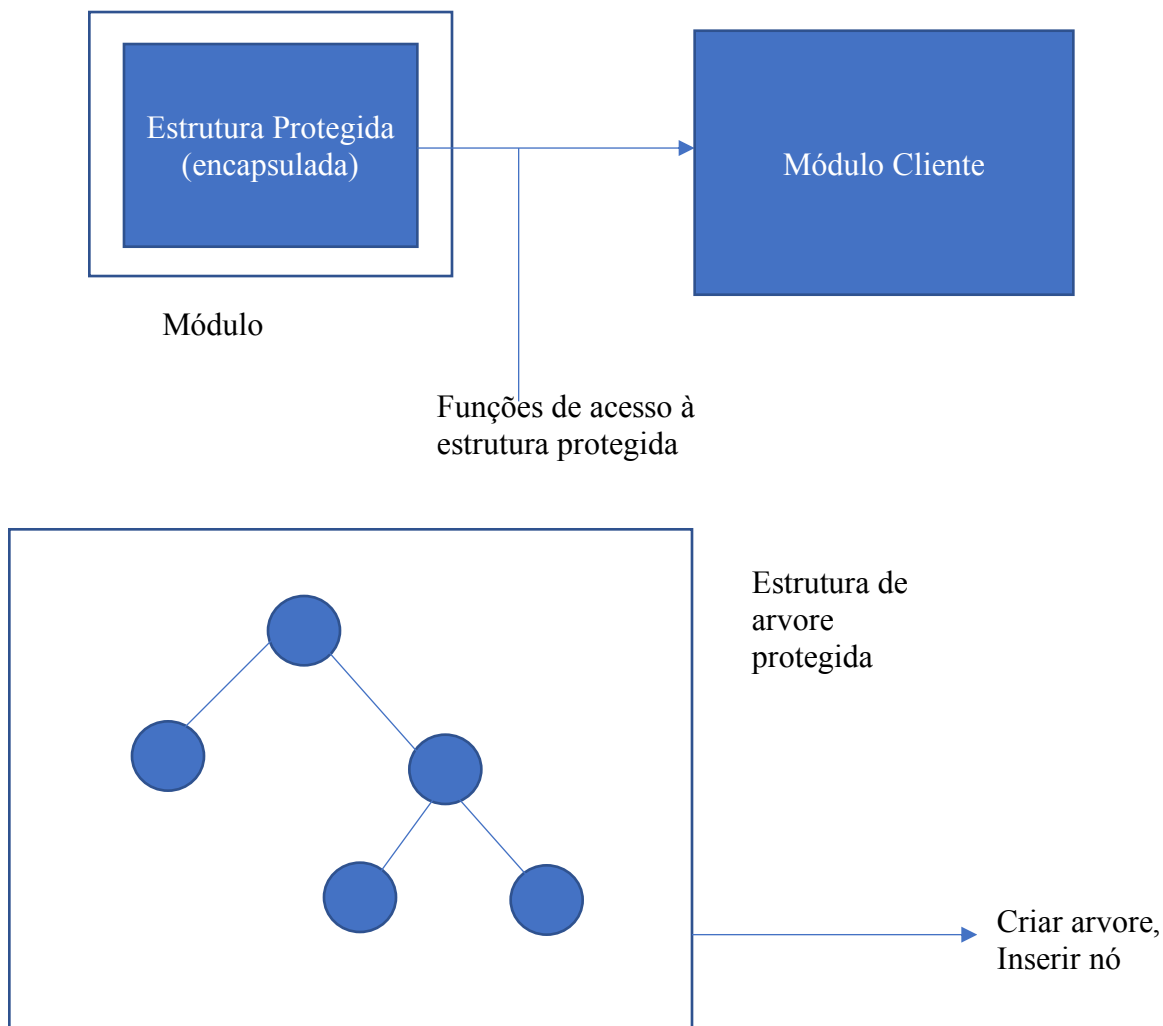 Estrutura Protegida
(encapsulada)
Módulo Cliente
Módulo
Funções de acesso à
estrutura protegida
Estrutura de
arvore
protegida
Criar arvore,
Inserir nó